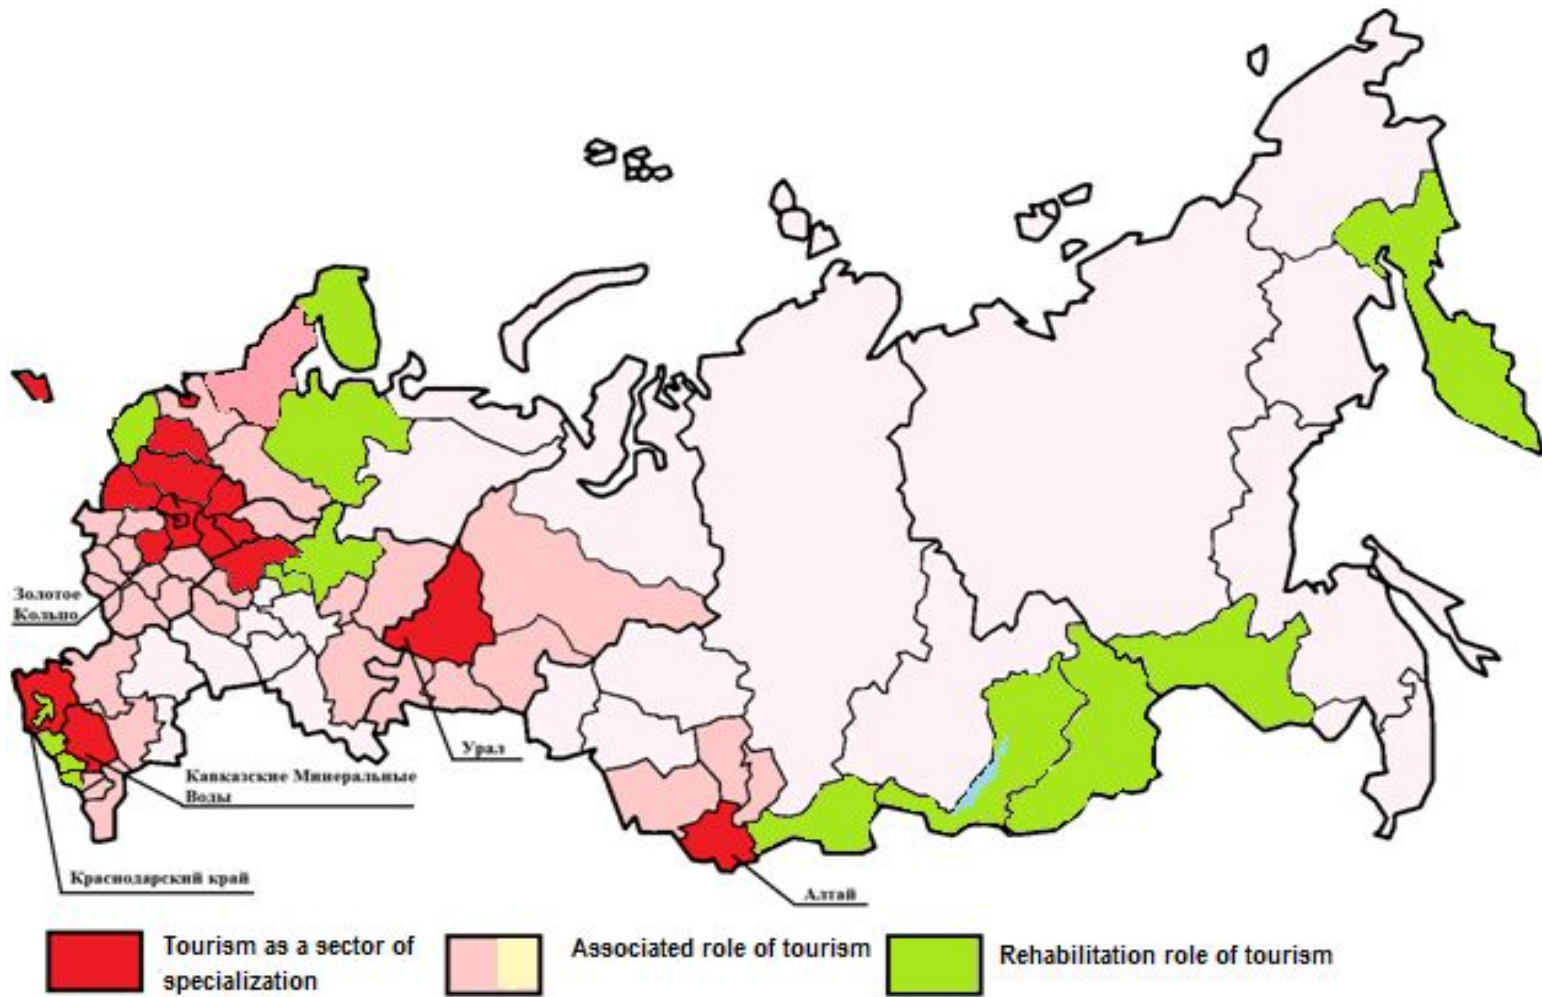 Золотое
Кольцо
Урал
Кавказские Минеральные
Воды
Краснодарский край
Алтай
Tourism as a sector of
specialization
Associated role of tourism
Rehabilitation role of tourism